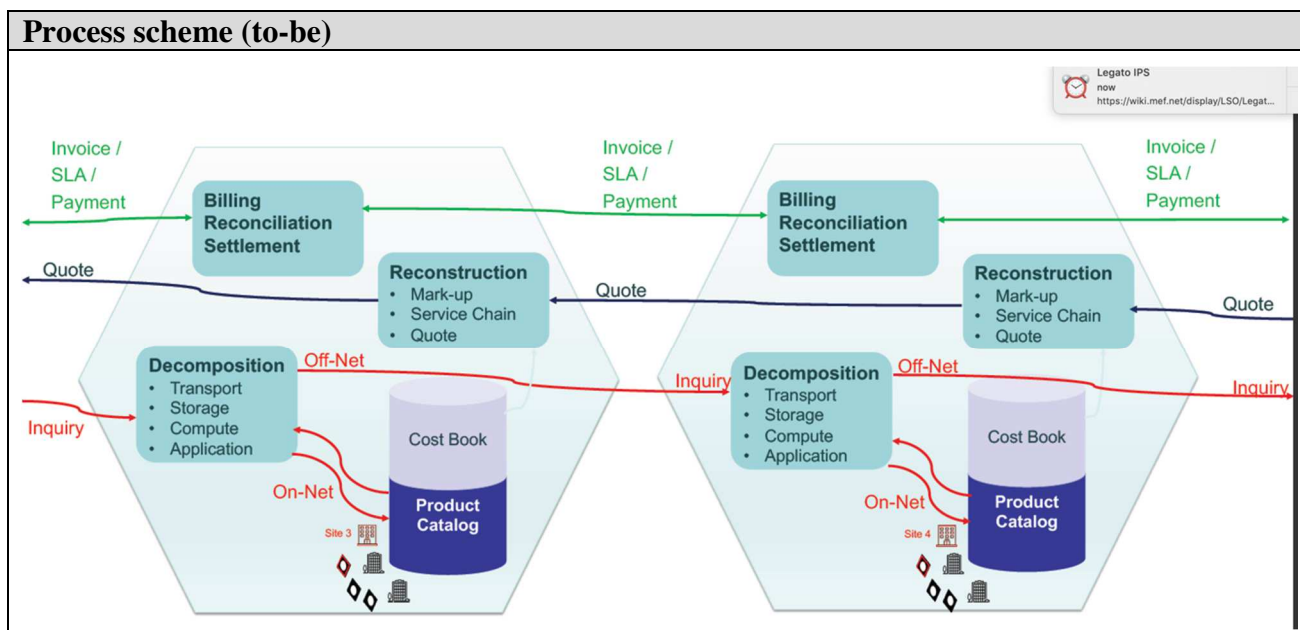 Process scheme (to-be)
Legato IPS
now
https://wiki.mef.net/display/LSO/Legat...
Invoice /
SLA /
Payment
Billing
Reconciliation
Settlement
Invoice /
SLA /
Payment
Billing
Reconciliation
Settlement
Invoice /
SLA /
Payment
Quote
Reconstruction
• Mark-up
• Service Chain
• Quote
Quote
Reconstruction
• Mark-up
• Service Chain
• Quote
Quote
Inquiry
Decomposition
• Transport
• Storage
• Compute
• Application
Off-Net
On-Net
Cost Book
Product
Catalog
Site 3
Inquiry
Decomposition
• Transport
• Storage
• Compute
• Application
Off-Net
On-Net
Cost Book
Product
Catalog
Site 4
Inquiry